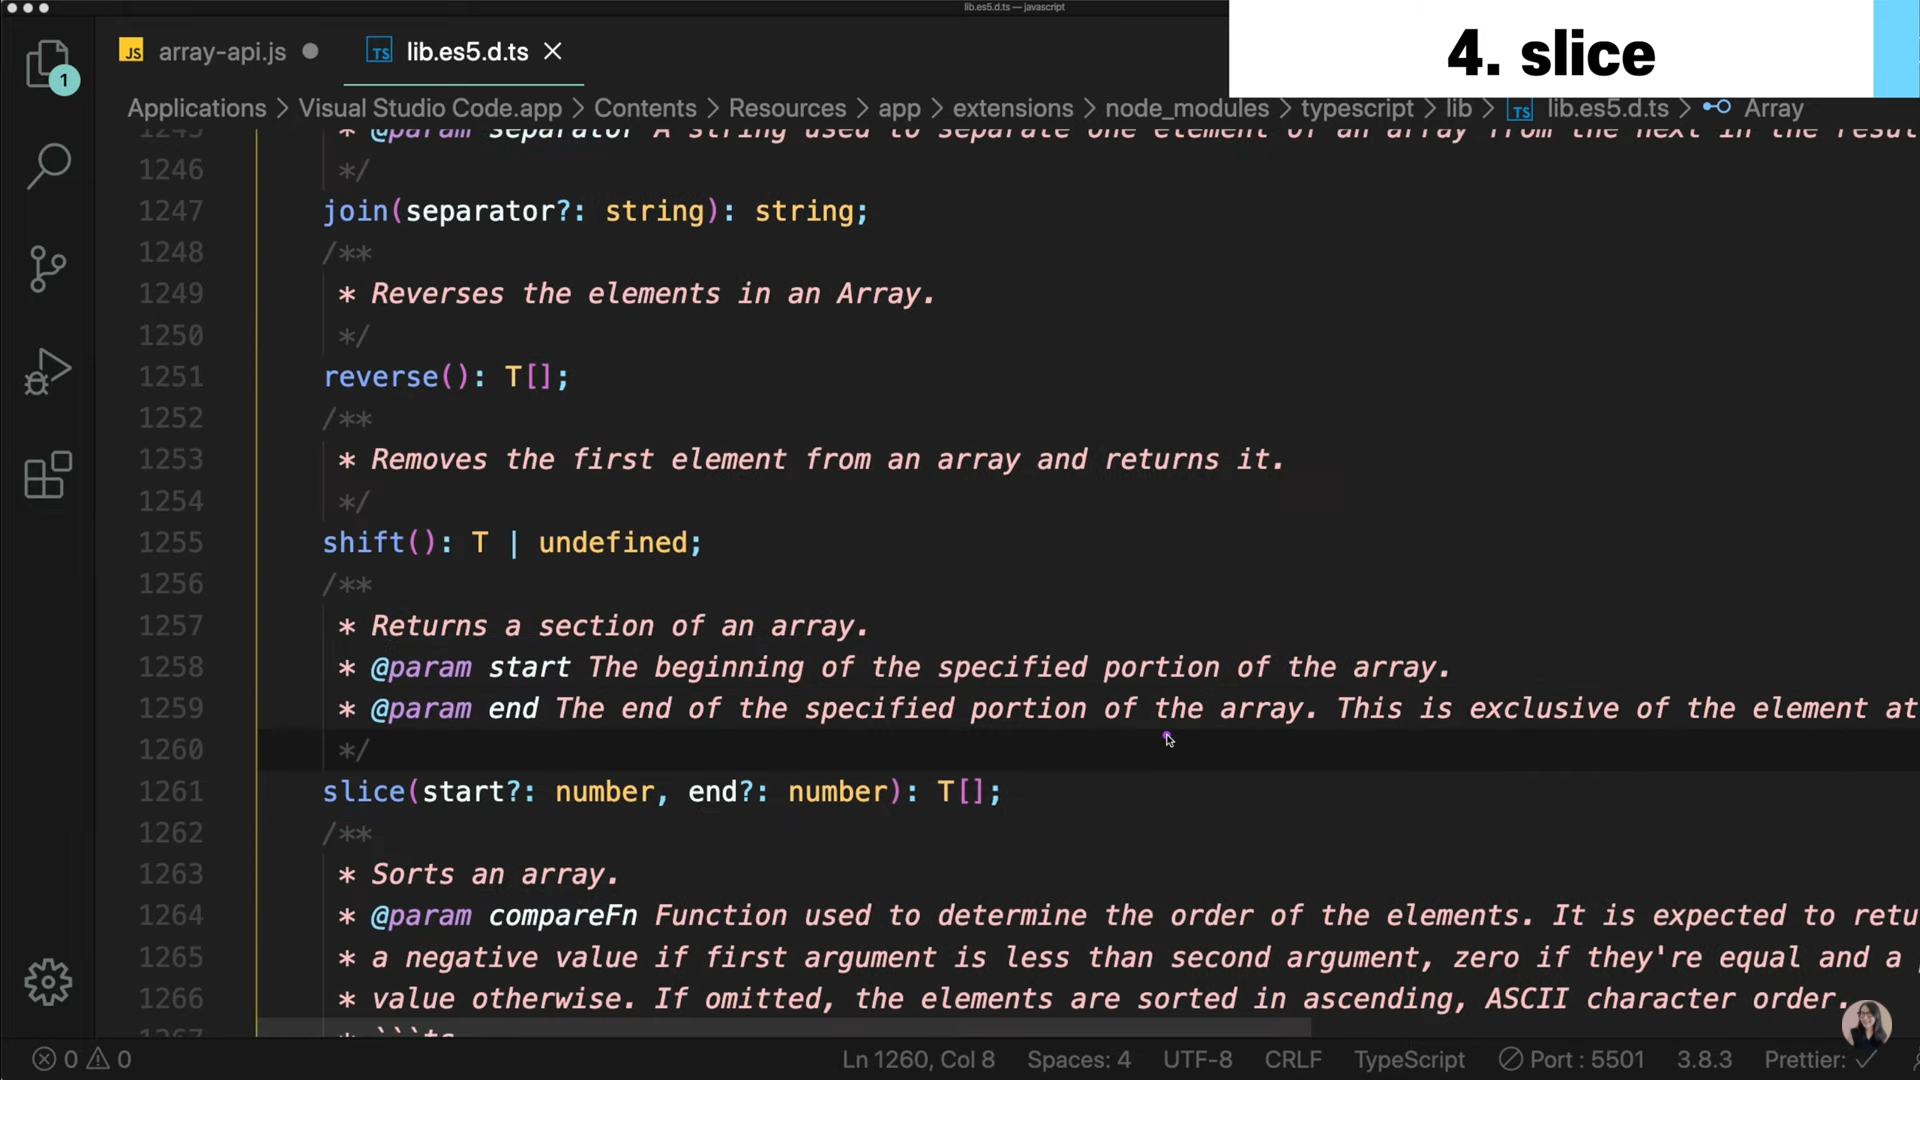 lib.es5.d.ts — javascript
4. slice
JS array-api.js
TS lib.es5.d.ts
1
Applications > Visual Studio Code.app > Contents > Resources > app > extensions > node_modules > typescript > lib > TS lib.es5.d.ts > Array
1245 * @param separator A string used to separate one element of an array from the next in the resul
1246 */
1247 join(separator?: string): string;
1248 /**
1249 * Reverses the elements in an Array.
1250 */
1251 reverse(): T[];
1252 /**
1253 * Removes the first element from an array and returns it.
1254 */
1255 shift(): T | undefined;
1256 /**
1257 * Returns a section of an array.
1258 * @param start The beginning of the specified portion of the array.
1259 * @param end The end of the specified portion of the array. This is exclusive of the element at
1260 */
1261 slice(start?: number, end?: number): T[];
1262 /**
1263 * Sorts an array.
1264 * @param compareFn Function used to determine the order of the elements. It is expected to retu
1265 * a negative value if first argument is less than second argument, zero if they're equal and a
1266 * value otherwise. If omitted, the elements are sorted in ascending, ASCII character order.
1267 * ```ts
0 0 Ln 1260, Col 8 Spaces: 4 UTF-8 CRLF TypeScript Port : 5501 3.8.3 Prettier: ✓